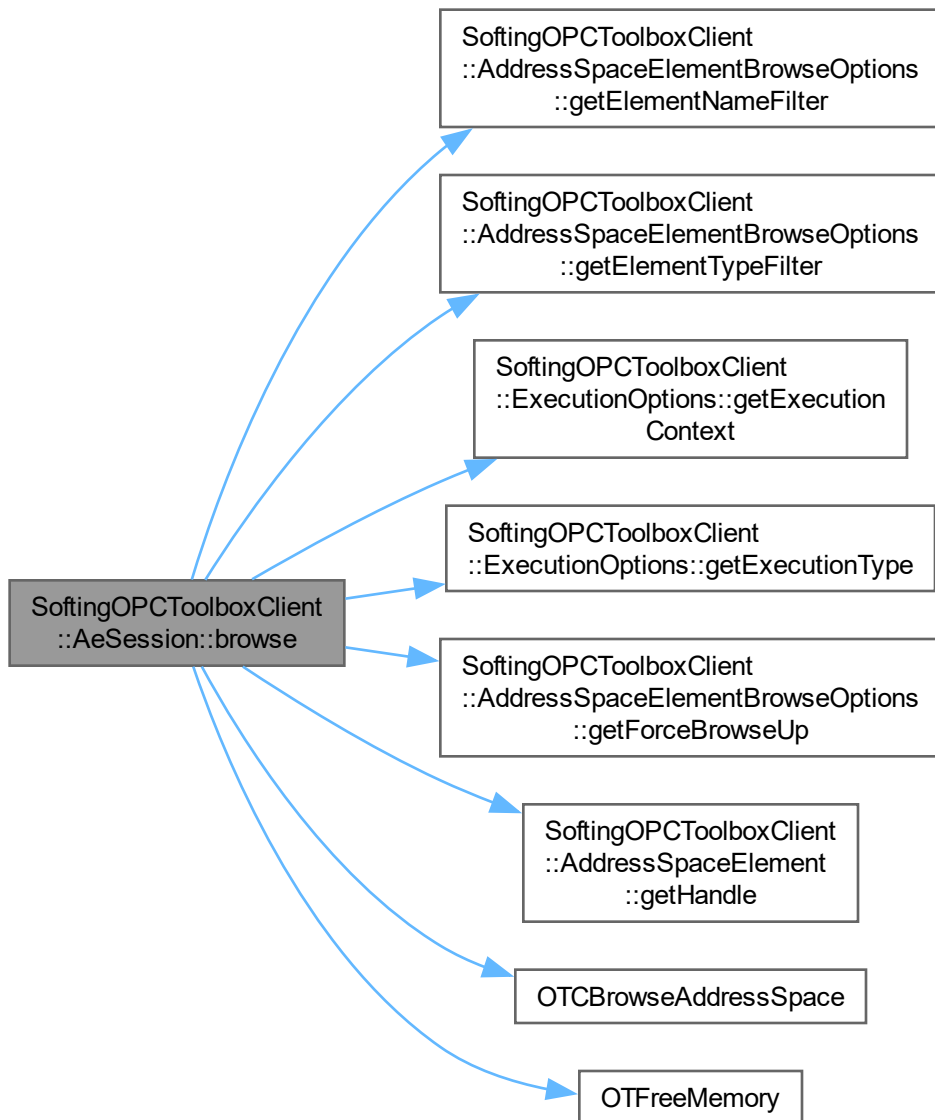 SoftingOPCToolboxClient
::AddressSpaceElementBrowseOptions
::getElementNameFilter
SoftingOPCToolboxClient
::AddressSpaceElementBrowseOptions
::getElementTypeFilter
SoftingOPCToolboxClient
::ExecutionOptions::getExecution
Context
SoftingOPCToolboxClient
::ExecutionOptions::getExecutionType
SoftingOPCToolboxClient
::AeSession::browse
SoftingOPCToolboxClient
::AddressSpaceElementBrowseOptions
::getForceBrowseUp
SoftingOPCToolboxClient
::AddressSpaceElement
::getHandle
OTCBrowseAddressSpace
OTFreeMemory